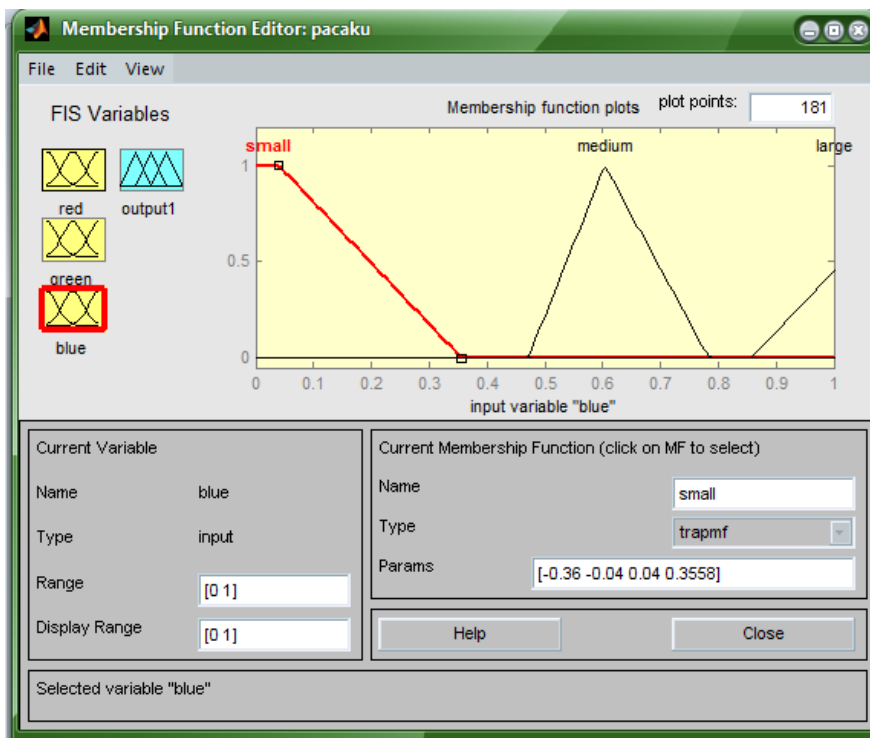 Membership Function Editor: pacaku
File Edit View
FIS Variables
Membership function plots plot points: 181
red output1
green
blue
small medium large
1
0.5
0
0 0.1 0.2 0.3 0.4 0.5 0.6 0.7 0.8 0.9 1
input variable "blue"
Current Variable
Name blue
Type input
Range [0 1]
Display Range [0 1]
Current Membership Function (click on MF to select)
Name small
Type trapmf
Params [-0.36 -0.04 0.04 0.3558]
Help Close
Selected variable "blue"